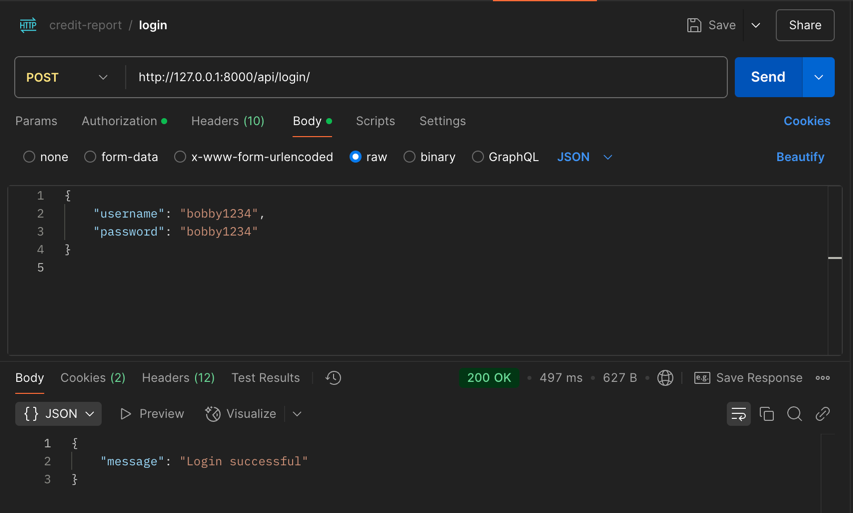 HTTP credit-report / login Save Share
POST http://127.0.0.1:8000/api/login/ Send
Params Authorization Headers (10) Body Scripts Settings Cookies
none form-data x-www-form-urlencoded raw binary GraphQL JSON Beautify
1 {
2 "username": "bobby1234",
3 "password": "bobby1234"
4 }
5
Body Cookies (2) Headers (12) Test Results 200 OK • 497 ms • 627 B • e.g. Save Response
{} JSON Preview Visualize
1 {
2 "message": "Login successful"
3 }